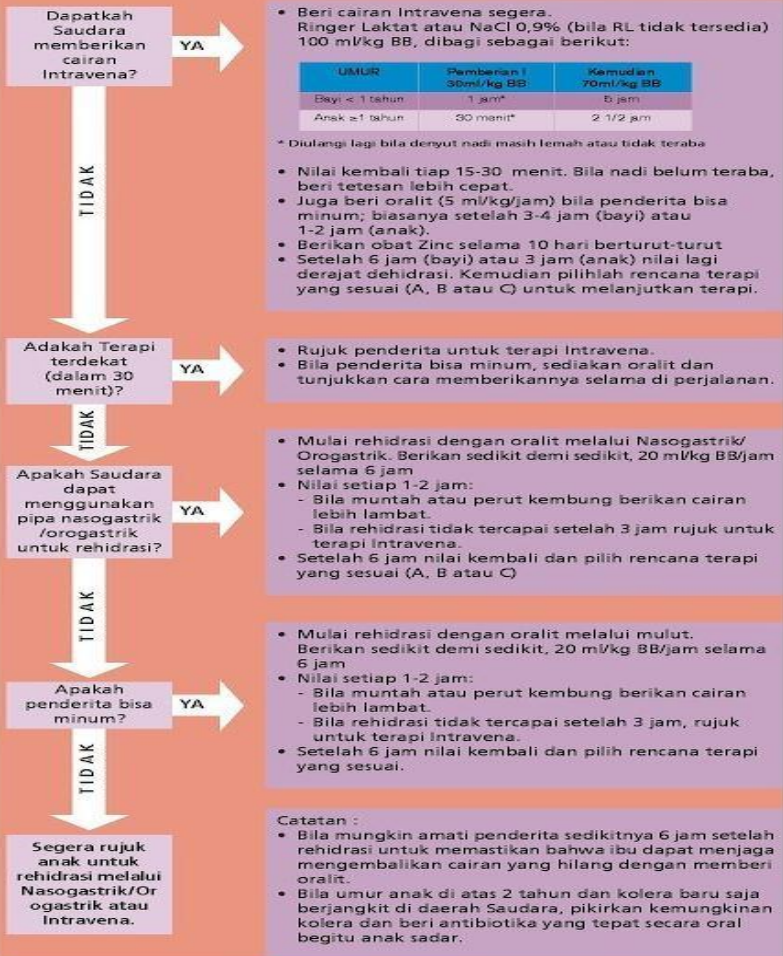 Dapatkah
Saudara
memberikan
cairan
Intravena?
YA
• Beri cairan Intravena segera.
Ringer Laktat atau NaCl 0,9% (bila RL tidak tersedia)
100 ml/kg BB, dibagi sebagai berikut:
UMUR
Pemberian I
30ml/kg BB
Kemudian
70ml/kg BB
Bayi < 1 tahun
1 jam*
5 jam
Anak ≥1 tahun
30 menit*
2 1/2 jam
* Diulangi lagi bila denyut nadi masih lemah atau tidak teraba
• Nilai kembali tiap 15-30 menit. Bila nadi belum teraba,
beri tetesan lebih cepat.
• Juga beri oralit (5 ml/kg/jam) bila penderita bisa
minum; biasanya setelah 3-4 jam (bayi) atau
1-2 jam (anak).
• Berikan obat Zinc selama 10 hari berturut-turut
• Setelah 6 jam (bayi) atau 3 jam (anak) nilai lagi
derajat dehidrasi. Kemudian pilihlah rencana terapi
yang sesuai (A, B atau C) untuk melanjutkan terapi.
TIDAK
Adakah Terapi
terdekat
(dalam 30
menit)?
YA
• Rujuk penderita untuk terapi Intravena.
• Bila penderita bisa minum, sediakan oralit dan
tunjukkan cara memberikannya selama di perjalanan.
TIDAK
Apakah Saudara
dapat
menggunakan
pipa nasogastrik
/orogastrik
untuk rehidrasi?
YA
• Mulai rehidrasi dengan oralit melalui Nasogastrik/
Orogastrik. Berikan sedikit demi sedikit, 20 ml/kg BB/jam
selama 6 jam
• Nilai setiap 1-2 jam:
- Bila muntah atau perut kembung berikan cairan
lebih lambat.
- Bila rehidrasi tidak tercapai setelah 3 jam rujuk untuk
terapi Intravena.
• Setelah 6 jam nilai kembali dan pilih rencana terapi
yang sesuai (A, B atau C)
TIDAK
Apakah
penderita bisa
minum?
YA
• Mulai rehidrasi dengan oralit melalui mulut.
Berikan sedikit demi sedikit, 20 ml/kg BB/jam selama
6 jam
• Nilai setiap 1-2 jam:
- Bila muntah atau perut kembung berikan cairan
lebih lambat.
- Bila rehidrasi tidak tercapai setelah 3 jam, rujuk
untuk terapi Intravena.
• Setelah 6 jam nilai kembali dan pilih rencana terapi
yang sesuai.
TIDAK
Segera rujuk
anak untuk
rehidrasi melalui
Nasogastrik/Or
ogastrik atau
Intravena.
Catatan :
• Bila mungkin amati penderita sedikitnya 6 jam setelah
rehidrasi untuk memastikan bahwa ibu dapat menjaga
mengembalikan cairan yang hilang dengan memberi
oralit.
• Bila umur anak di atas 2 tahun dan kolera baru saja
berjangkit di daerah Saudara, pikirkan kemungkinan
kolera dan beri antibiotika yang tepat secara oral
begitu anak sadar.